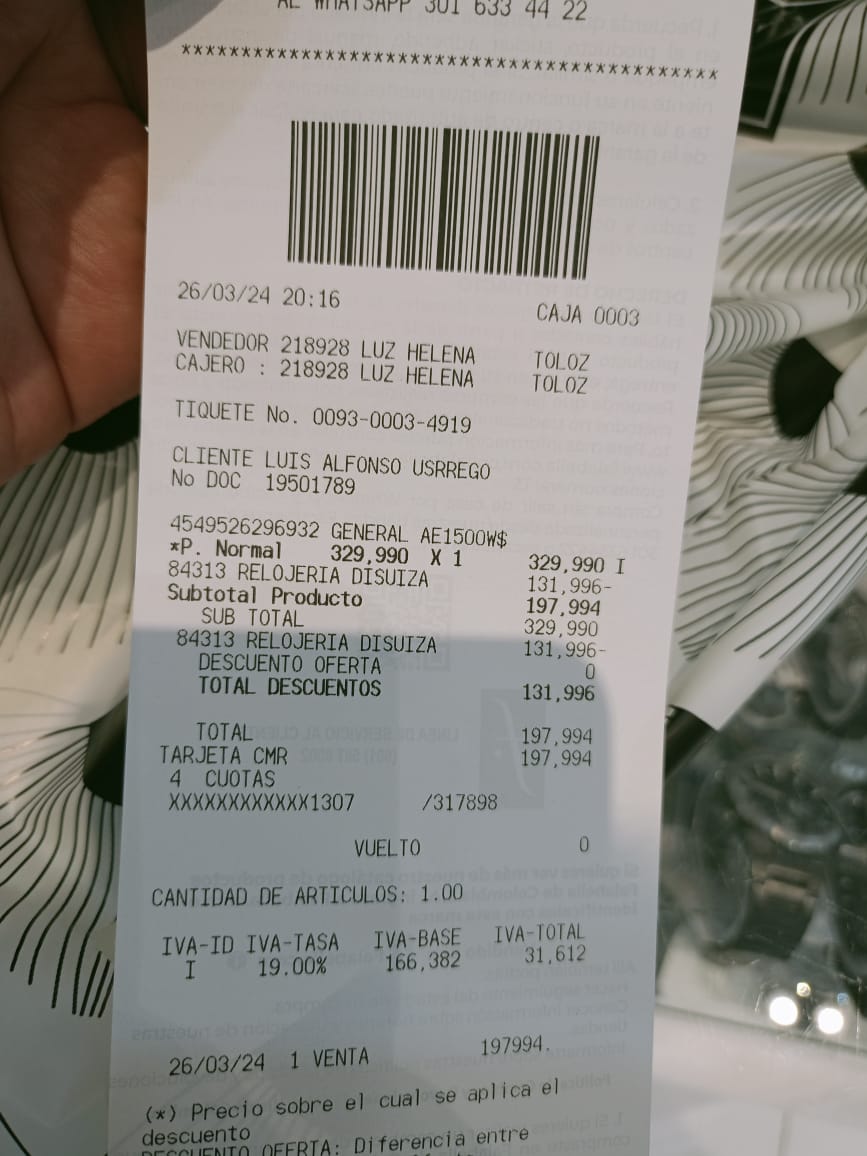 AL WHATSAPP 301 633 44 22
*******************************************
26/03/24 20:16 CAJA 0003
VENDEDOR 218928 LUZ HELENA TOLOZ
CAJERO : 218928 LUZ HELENA TOLOZ
TIQUETE No. 0093-0003-4919
CLIENTE LUIS ALFONSO USRREGO
No DOC 19501789
4549526296932 GENERAL AE1500W$
*P. Normal 329,990 X 1 329,990 I
84313 RELOJERIA DISUIZA 131,996-
Subtotal Producto 197,994
SUB TOTAL 329,990
84313 RELOJERIA DISUIZA 131,996-
DESCUENTO OFERTA 0
TOTAL DESCUENTOS 131,996
TOTAL 197,994
TARJETA CMR 197,994
4 CUOTAS
XXXXXXXXXXXX1307 /317898
VUELTO 0
CANTIDAD DE ARTICULOS: 1.00
IVA-ID IVA-TASA IVA-BASE IVA-TOTAL
I 19.00% 166,382 31,612
26/03/24 1 VENTA 197994.
(*) Precio sobre el cual se aplica el
descuento
DESCUENTO OFERTA: Diferencia entre